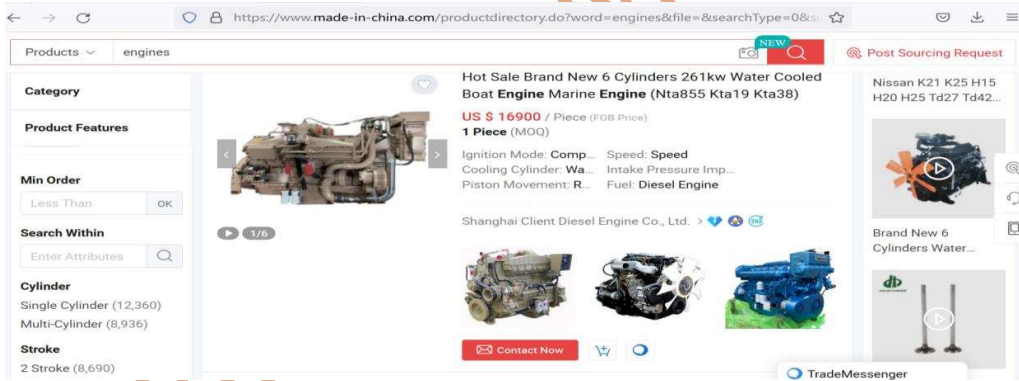 https://www.made-in-china.com/productdirectory.do?word=engines&file=&searchType=0&s
Products
engines
NEW
Post Sourcing Request
Category
Product Features
Min Order
Less Than
OK
Search Within
Enter Attributes
Cylinder
Single Cylinder (12,360)
Multi-Cylinder (8,936)
Stroke
2 Stroke (8,690)
1/6
Hot Sale Brand New 6 Cylinders 261kw Water Cooled
Boat Engine Marine Engine (Nta855 Kta19 Kta38)
US $ 16900 / Piece (FOB Price)
1 Piece (MOQ)
Ignition Mode: Comp... Speed: Speed
Cooling Cylinder: Wa... Intake Pressure Imp...
Piston Movement: R... Fuel: Diesel Engine
Shanghai Client Diesel Engine Co., Ltd. >
Contact Now
Nissan K21 K25 H15
H20 H25 Td27 Td42...
Brand New 6
Cylinders Water...
db
TradeMessenger